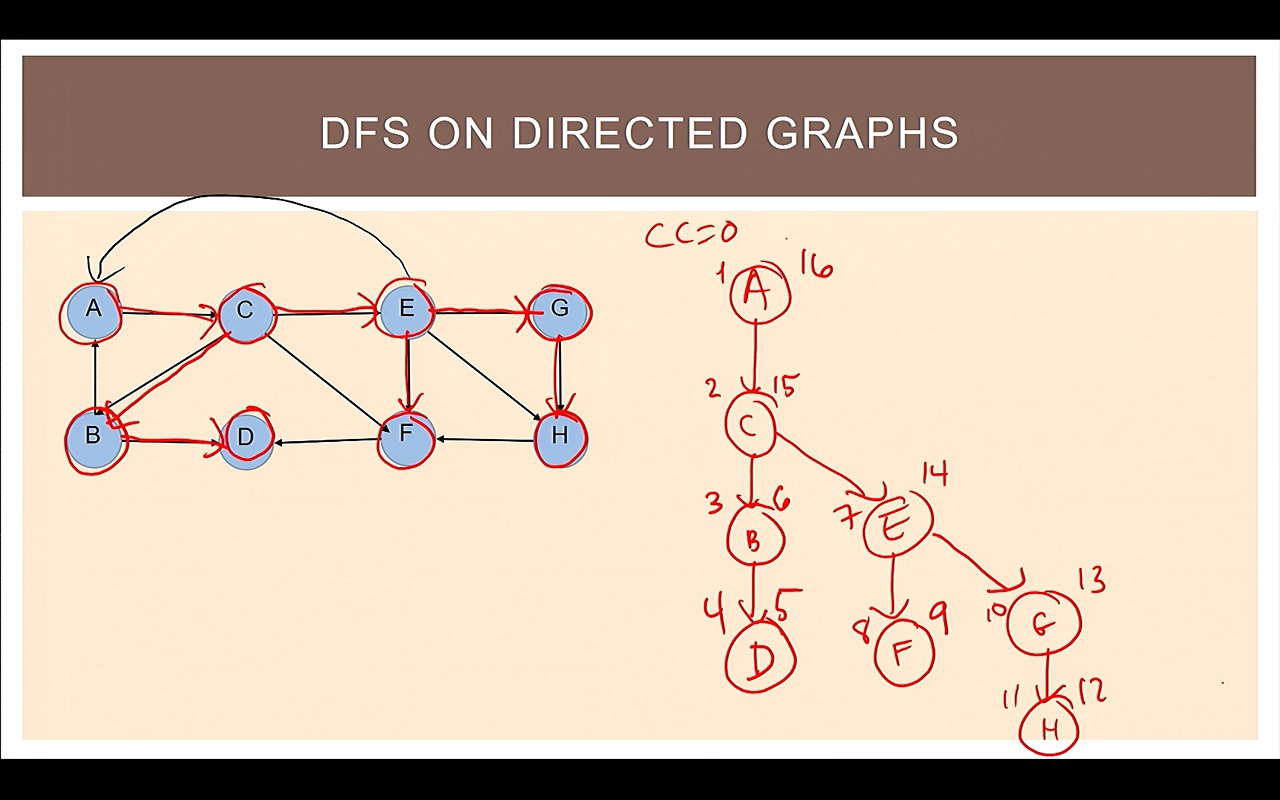 DFS ON DIRECTED GRAPHS
CC=0
A C E G
B D F H
1 A 16
2 C 15
3 B 6
7 E 14
4 D 5
8 F 9
10 G 13
11 H 12